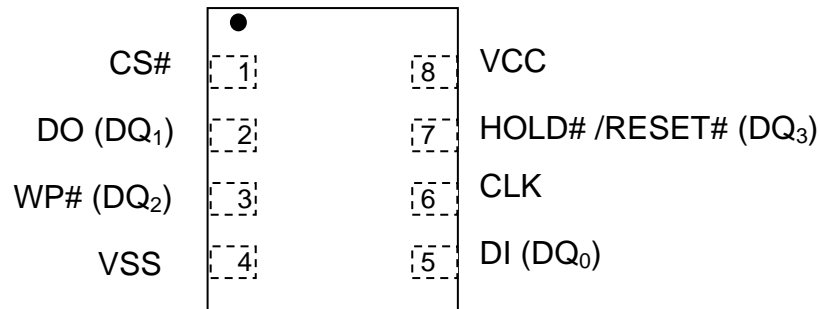 CS# 1 8 VCC
DO (DQ₁) 2 7 HOLD# /RESET# (DQ₃)
WP# (DQ₂) 3 6 CLK
VSS 4 5 DI (DQ₀)